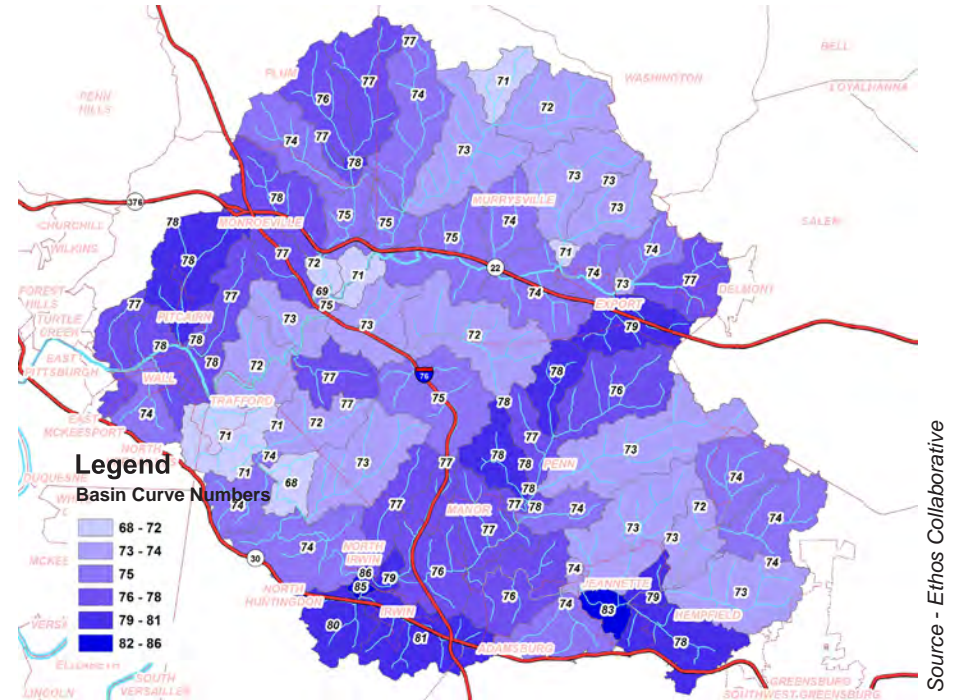 77
BELL
PLUM
71
WASHINGTON
77
LOYALHANNA
PENN
HILLS
76
74
72
74
77
73
78
73
73
376
78
73
78
75
75
MURRYSVILLE
74
SALEM
CHURCHILL
MONROEVILLE
75
WILKINS
77
71
74
78
72
71
22
74
73
77
FOREST
HILLS
77
77
69
74
DELMONT
75
EXPORT
TURTLE
CREEK
PITCAIRN
73
73
79
EAST
PITTSBURGH
78
78
72
78
72
WALL
77
78
76
TRAFFORD
77
75
78
74
EAST
MCKEESPORT
71
71
72
77
73
NORTH
74
77
78
78
PENN
Legend
71
73
74
DUQUESNE
68
78
72
Basin Curve Numbers
74
77
MANOR
77
78
74
74
68 - 72
77
73
73
73 - 74
74
NORTH
IRWIN
75
MCKEE
30
86
79
76
74
JEANNETTE
74
76 - 78
85
NORTH
HUNTINGDON
76
79
73
79 - 81
IRWIN
74
83
HEMPFIELD
80
81
78
82 - 86
ADAMSBURG
SOUTH
VERSAILLES
GREENSBURG
LINCOLN
SOUTHWEST GREENSBURG
76
Source - Ethos Collaborative